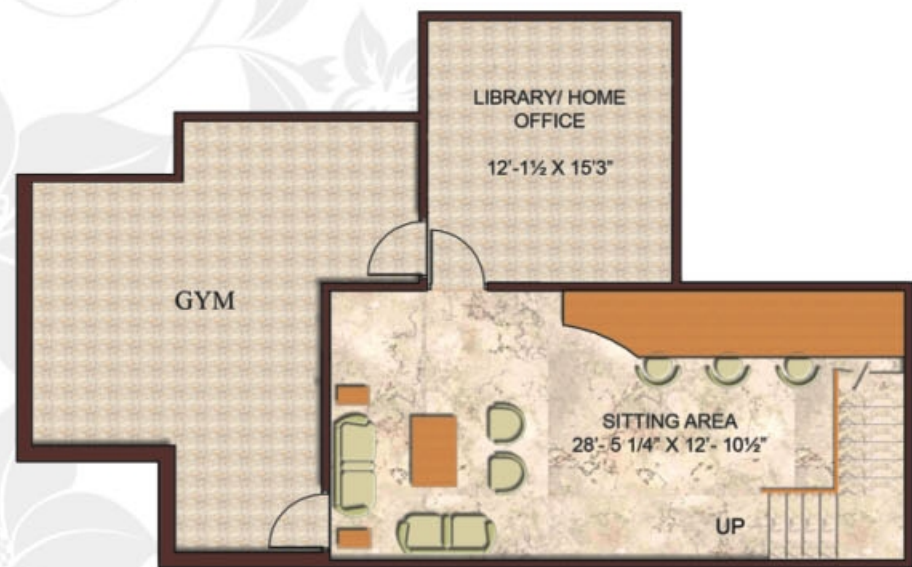 LIBRARY/ HOME
OFFICE
12'-1½ X 15'3"
GYM
SITTING AREA
28'- 5 1/4" X 12'- 10½"
UP